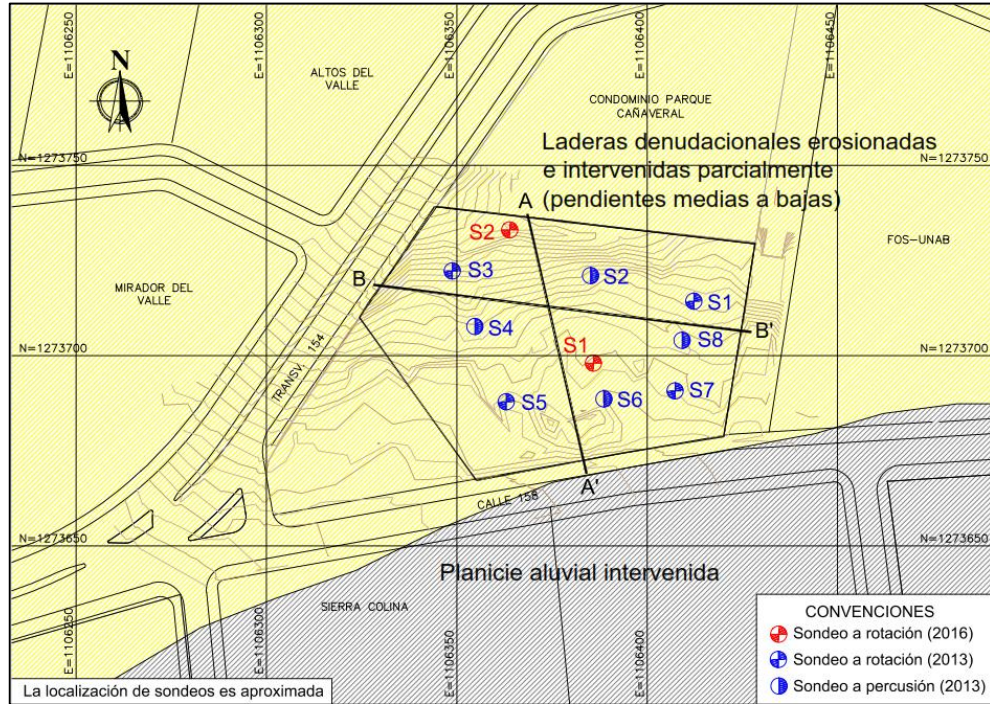 E=1106250
E=1106300
E=1106350
E=1106400
E=1106450
N
ALTOS DEL
VALLE
CONDOMINIO PARQUE
CAÑAVERAL
Laderas denudacionales erosionadas
e intervenidas parcialmente
(pendientes medias a bajas)
N=1273750
N=1273750
A
S2
FOS-UNAB
S3
S2
B
S1
MIRADOR DEL
VALLE
S4
B'
S8
S1
N=1273700
N=1273700
TRANSV. 154
S5
S6
S7
A'
CALLE 158
N=1273650
N=1273650
Planicie aluvial intervenida
SIERRA COLINA
E=1106250
E=1106300
E=1106350
E=1106400
CONVENCIONES
Sondeo a rotación (2016)
Sondeo a rotación (2013)
Sondeo a percusión (2013)
La localización de sondeos es aproximada